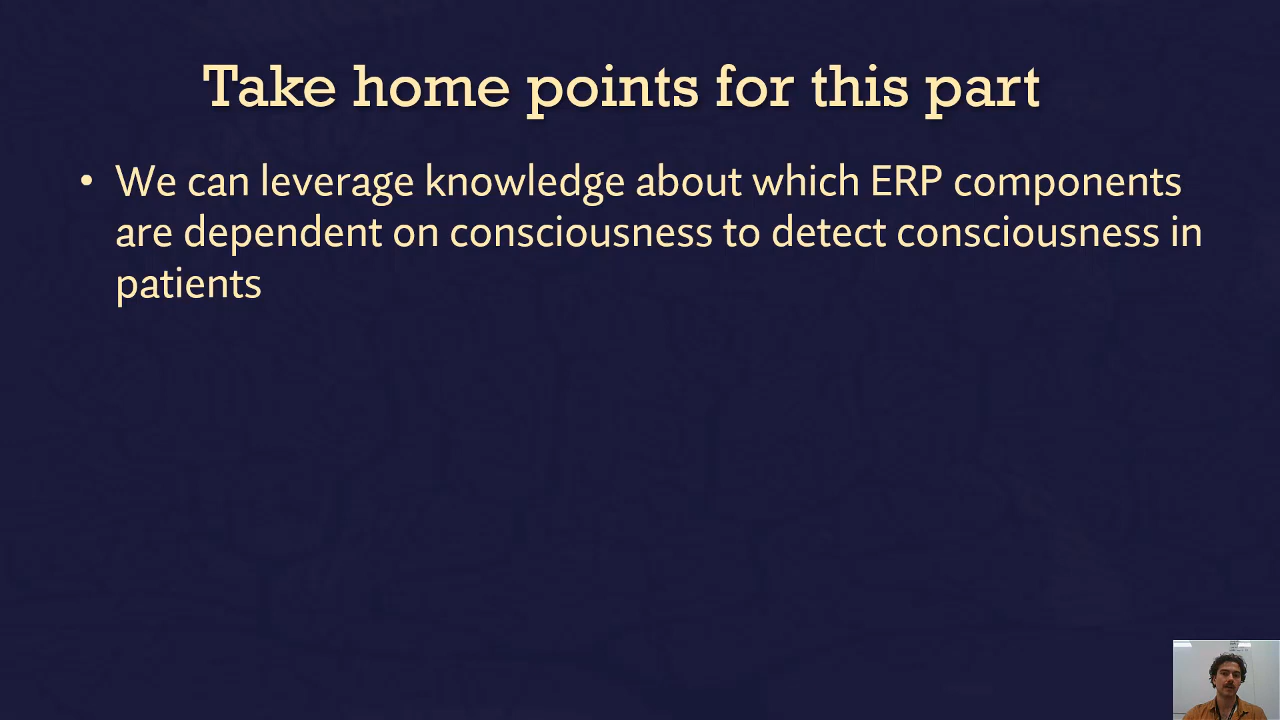 Take home points for this part
• We can leverage knowledge about which ERP components
are dependent on consciousness to detect consciousness in
patients